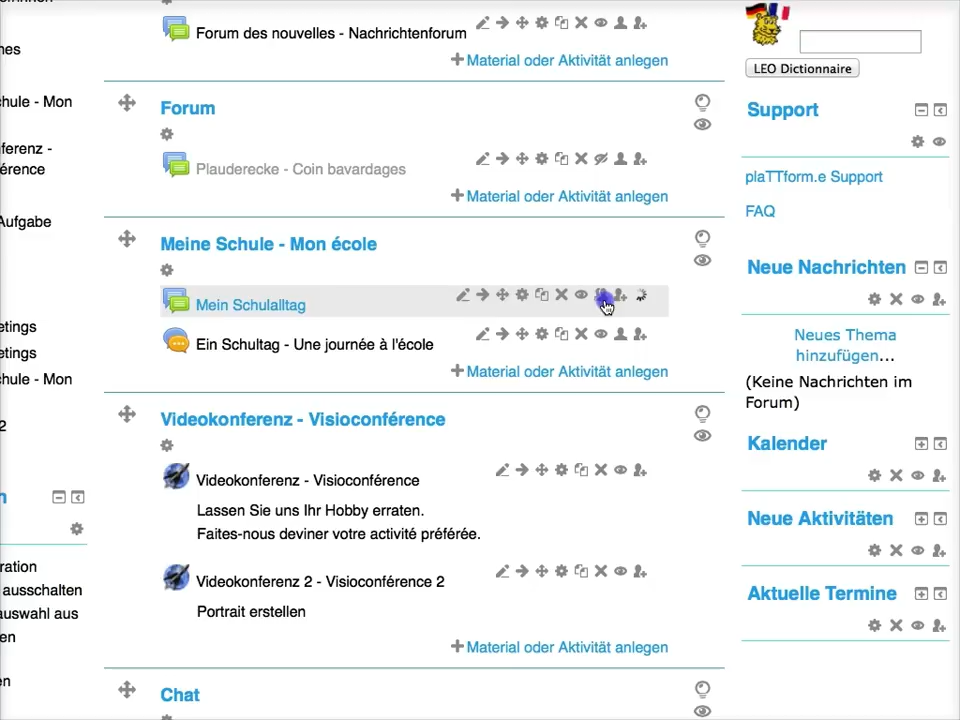 Forum des nouvelles - Nachrichtenforum
Material oder Aktivität anlegen
Forum
Plauderecke - Coin bavardages
Material oder Aktivität anlegen
Meine Schule - Mon école
Mein Schulalltag
Ein Schultag - Une journée à l'école
Material oder Aktivität anlegen
Videokonferenz - Visioconférence
Videokonferenz - Visioconférence
Lassen Sie uns Ihr Hobby erraten.
Faites-nous deviner votre activité préférée.
Videokonferenz 2 - Visioconférence 2
Portrait erstellen
Material oder Aktivität anlegen
Chat
hule - Mon
ferenz -
érence
Aufgabe
etings
etings
hule - Mon
2
n
ration
ausschalten
auswahl aus
en
en
LEO Dictionnaire
Support
plaTTform.e Support
FAQ
Neue Nachrichten
Neues Thema
hinzufügen...
(Keine Nachrichten im
Forum)
Kalender
Neue Aktivitäten
Aktuelle Termine